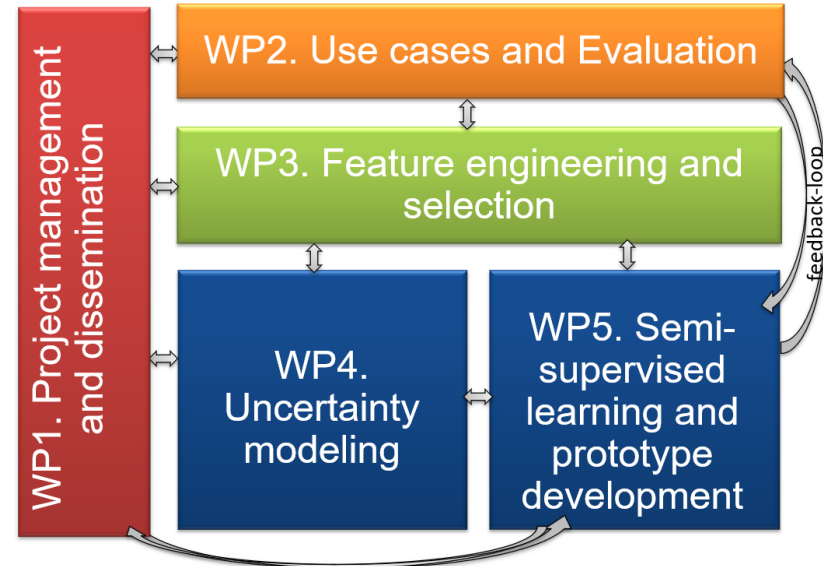 WP1. Project management
and dissemination
WP2. Use cases and Evaluation
WP3. Feature engineering and
selection
WP4.
Uncertainty
modeling
WP5. Semi-
supervised
learning and
prototype
development
feedback-loop